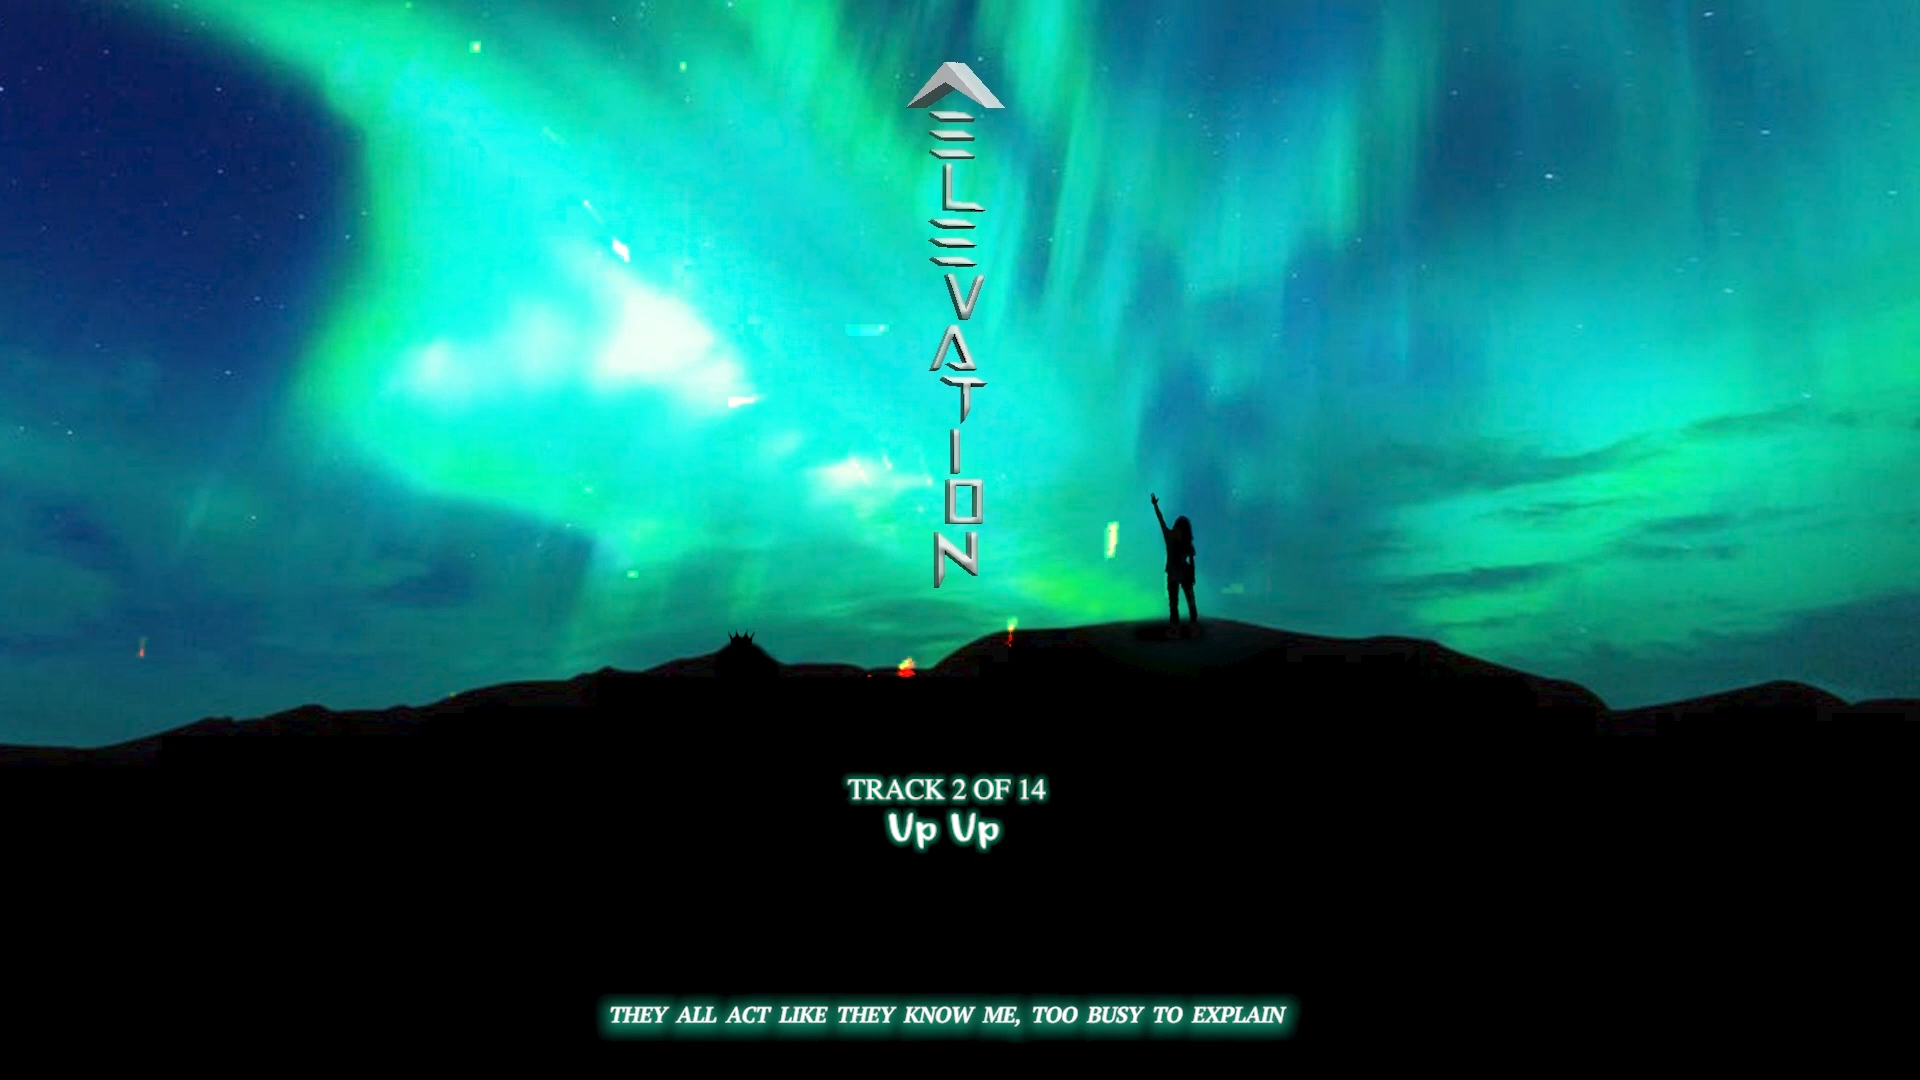 ELEVATION
TRACK 2 OF 14
Up Up
THEY ALL ACT LIKE THEY KNOW ME, TOO BUSY TO EXPLAIN